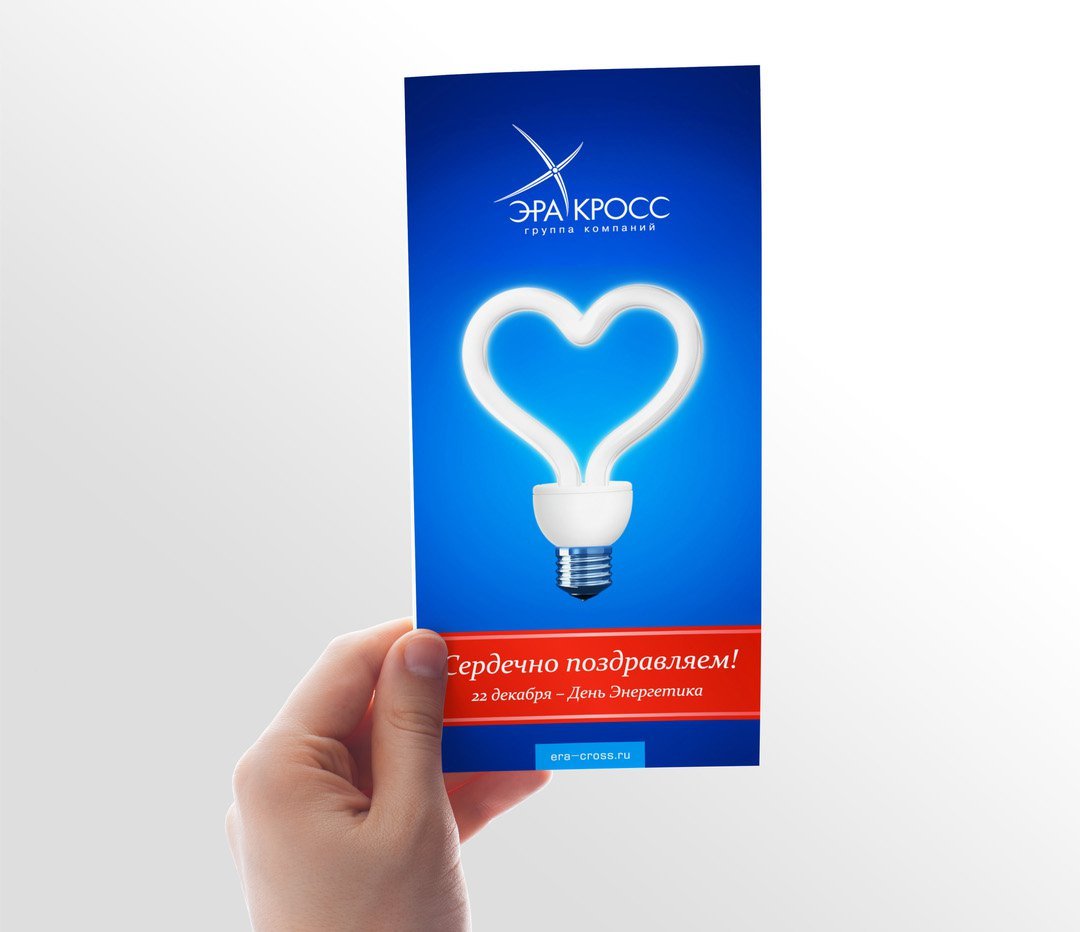 ЭРА КРОСС
группа компаний
Сердечно поздравляем!
22 декабря – День Энергетика
era-cross.ru